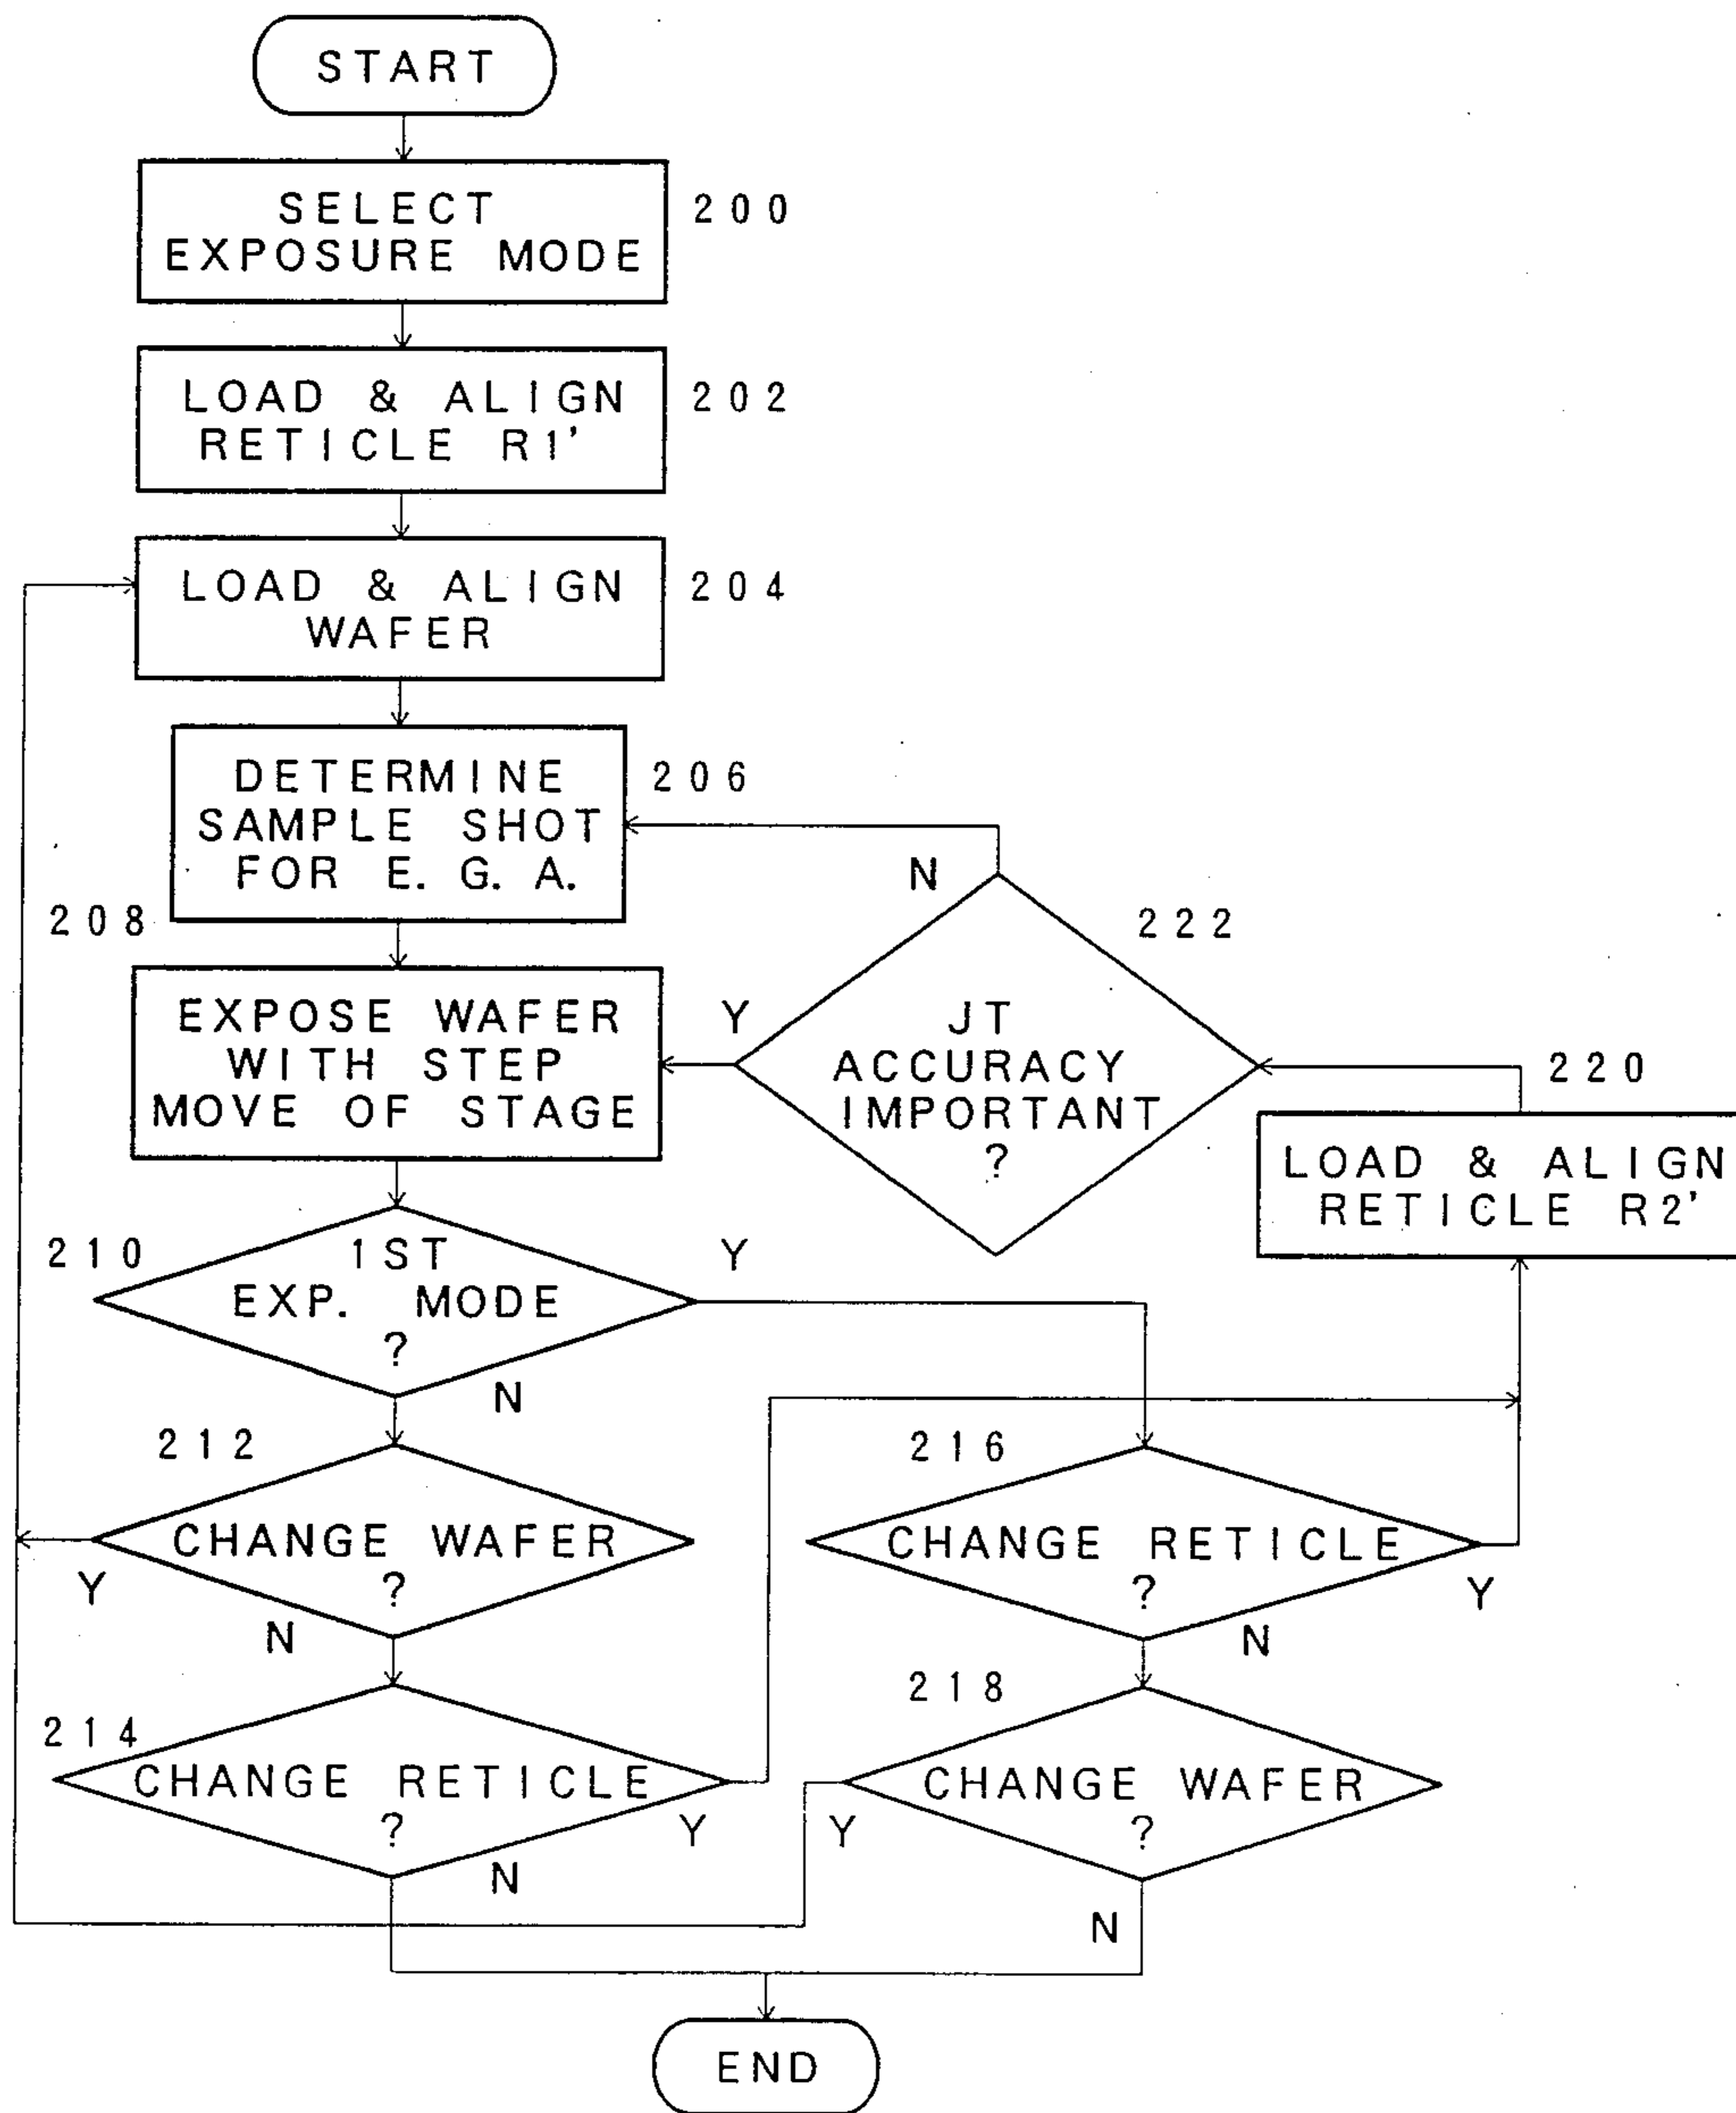 START
SELECT
EXPOSURE MODE
200
LOAD & ALIGN
RETICLE R1'
202
LOAD & ALIGN
WAFER
204
DETERMINE
SAMPLE SHOT
FOR E. G. A.
206
N
222
208
EXPOSE WAFER
WITH STEP
MOVE OF STAGE
Y
JT
ACCURACY
IMPORTANT
?
220
LOAD & ALIGN
RETICLE R2'
210
1ST
EXP. MODE
?
Y
N
212
CHANGE WAFER
?
Y
N
216
CHANGE RETICLE
?
Y
N
214
CHANGE RETICLE
?
Y
N
218
CHANGE WAFER
?
Y
N
END